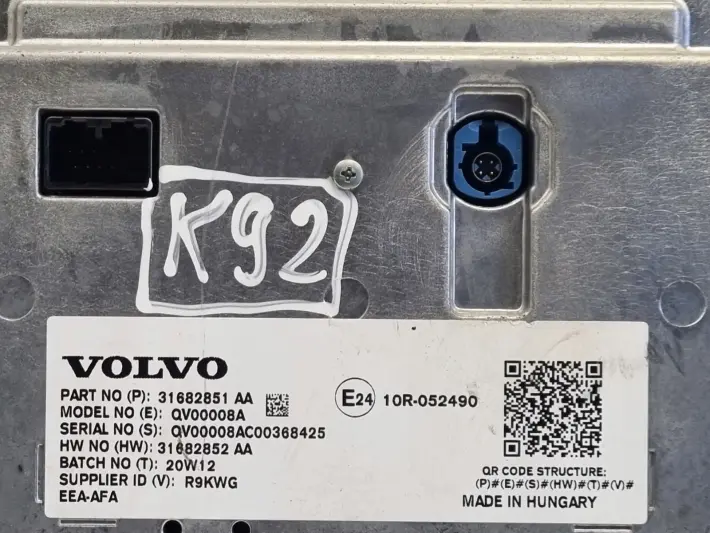 K92
VOLVO
PART NO (P): 31682851 AA
MODEL NO (E): QV00008A
SERIAL NO (S): QV00008AC00368425
HW NO (HW): 31682852 AA
BATCH NO (T): 20W12
SUPPLIER ID (V): R9KWG
EEA-AFA
E24 10R-052490
QR CODE STRUCTURE:
(P)#(E)#(S)#(HW)#(T)#(V)#
MADE IN HUNGARY